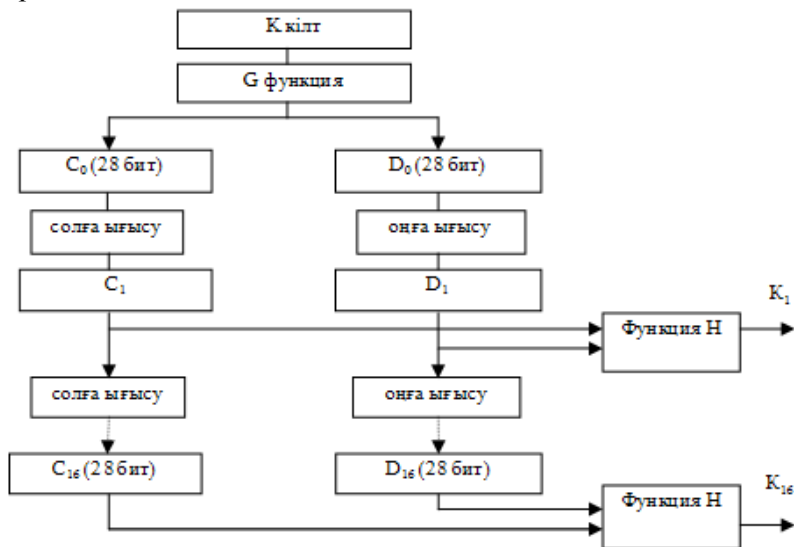 К кілт
G функция
C₀ (28 бит)
D₀ (28 бит)
солға ығысу
оңға ығысу
C₁
D₁
K₁
Функция H
солға ығысу
оңға ығысу
C₁₆ (28 бит)
D₁₆ (28 бит)
K₁₆
Функция H